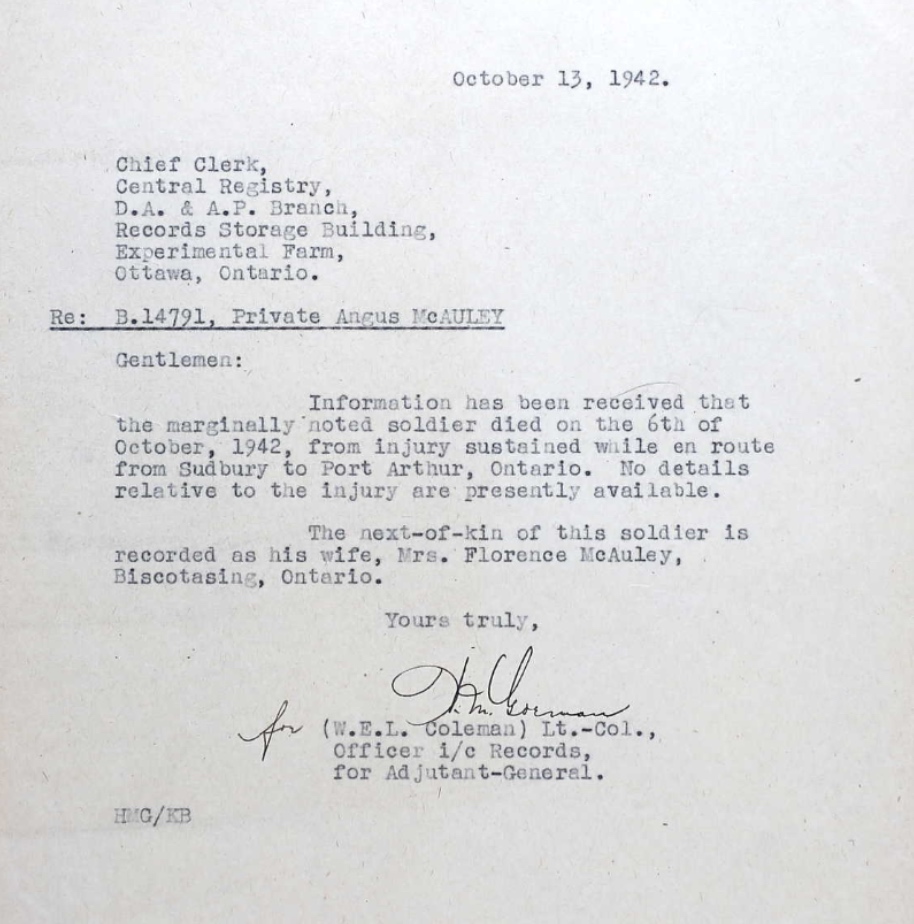 October 13, 1942.
Chief Clerk,
Central Registry,
D.A. & A.P. Branch,
Records Storage Building,
Experimental Farm,
Ottawa, Ontario.
Re: B.14791, Private Angus McAULEY
Gentlemen:
Information has been received that
the marginally noted soldier died on the 6th of
October, 1942, from injury sustained while en route
from Sudbury to Port Arthur, Ontario. No details
relative to the injury are presently available.
The next-of-kin of this soldier is
recorded as his wife, Mrs. Florence McAuley,
Biscotasing, Ontario.
Yours truly,
for (W.E.L. Coleman) Lt.-Col.,
Officer i/c Records,
for Adjutant-General.
HMG/KB